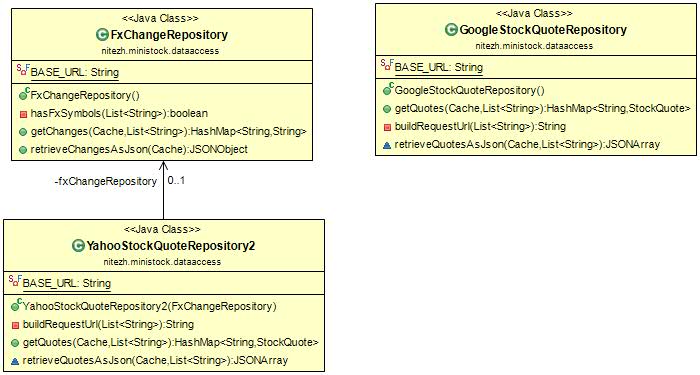 <<Java Class>>
FxChangeRepository
nitezh.ministock.dataaccess
BASE_URL: String
FxChangeRepository()
hasFxSymbols(List<String>):boolean
getChanges(Cache,List<String>):HashMap<String,String>
retrieveChangesAsJson(Cache):JSONObject
<<Java Class>>
GoogleStockQuoteRepository
nitezh.ministock.dataaccess
BASE_URL: String
GoogleStockQuoteRepository()
getQuotes(Cache,List<String>):HashMap<String,StockQuote>
buildRequestUrl(List<String>):String
retrieveQuotesAsJson(Cache,List<String>):JSONArray
-fxChangeRepository 0..1
<<Java Class>>
YahooStockQuoteRepository2
nitezh.ministock.dataaccess
BASE_URL: String
YahooStockQuoteRepository2(FxChangeRepository)
buildRequestUrl(List<String>):String
getQuotes(Cache,List<String>):HashMap<String,StockQuote>
retrieveQuotesAsJson(Cache,List<String>):JSONArray